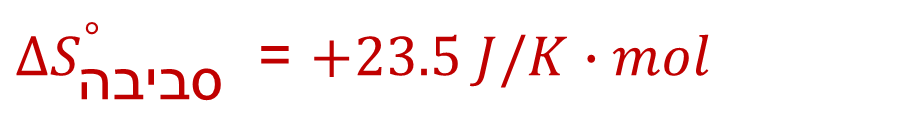 ΔS°סביבה = +23.5 J/K · mol